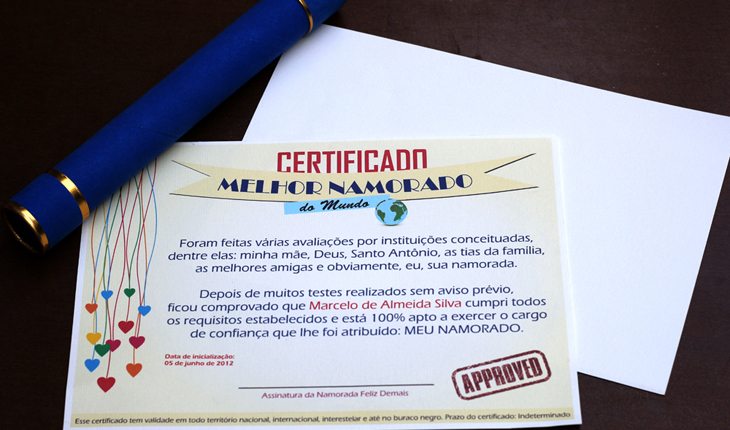 CERTIFICADO
MELHOR NAMORADO
do Mundo
Foram feitas várias avaliações por instituições conceituadas,
dentre elas: minha mãe, Deus, Santo Antônio, as tias da família,
as melhores amigas e obviamente, eu, sua namorada.
Depois de muitos testes realizados sem aviso prévio,
ficou comprovado que Marcelo de Almeida Silva cumpri todos
os requisitos estabelecidos e está 100% apto a exercer o cargo
de confiança que lhe foi atribuído: MEU NAMORADO.
Data de inicialização:
05 de junho de 2012
Assinatura da Namorada Feliz Demais
APPROVED
Esse certificado tem validade em todo território nacional, internacional, interestelar e até no buraco negro. Prazo do certificado: Indeterminado